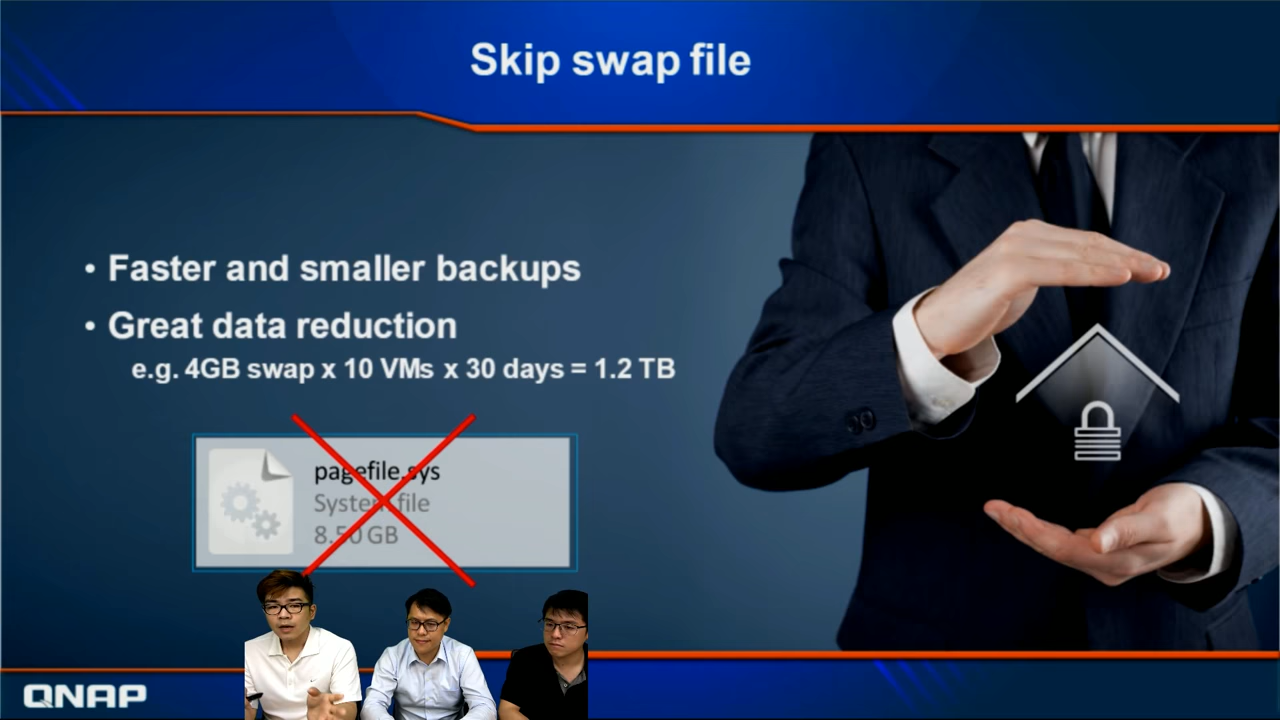 Skip swap file
• Faster and smaller backups
• Great data reduction
e.g. 4GB swap x 10 VMs x 30 days = 1.2 TB
pagefile.sys
System file
8.50 GB
QNAP